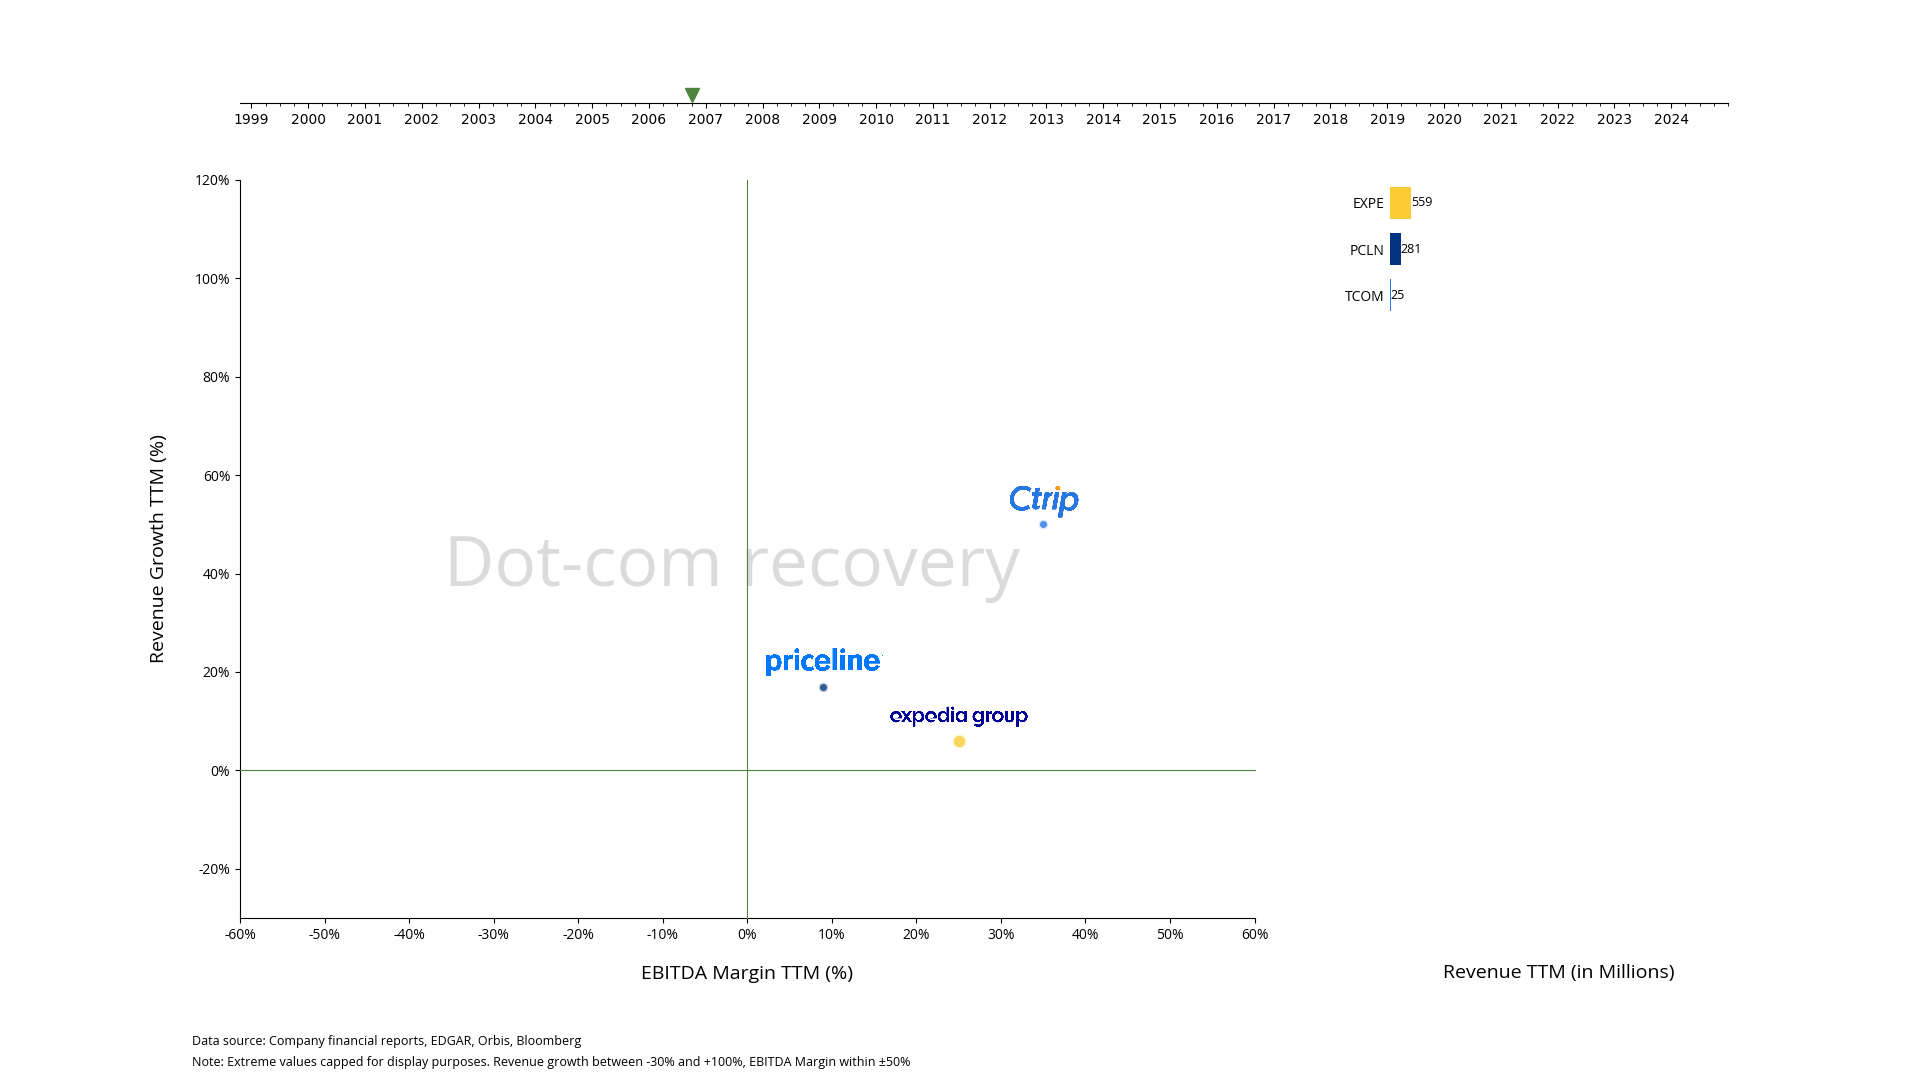 1999 2000 2001 2002 2003 2004 2005 2006 2007 2008 2009 2010 2011 2012 2013 2014 2015 2016 2017 2018 2019 2020 2021 2022 2023 2024
120%
100%
80%
60%
40%
20%
0%
-20%
Revenue Growth TTM (%)
Dot-com recovery
Ctrip
priceline
expedia group
-60% -50% -40% -30% -20% -10% 0% 10% 20% 30% 40% 50% 60%
EBITDA Margin TTM (%)
EXPE 559
PCLN 281
TCOM 25
Revenue TTM (in Millions)
Data source: Company financial reports, EDGAR, Orbis, Bloomberg
Note: Extreme values capped for display purposes. Revenue growth between -30% and +100%, EBITDA Margin within ±50%